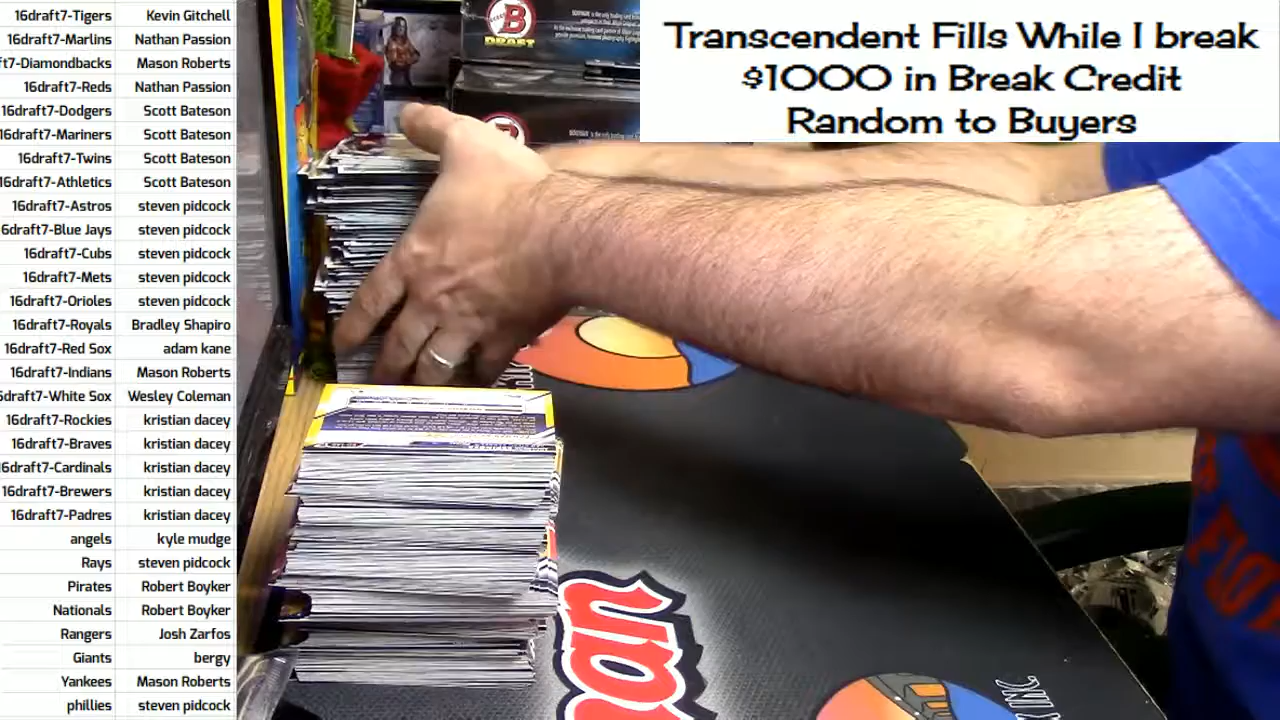 16draft7-Tigers Kevin Gitchell
16draft7-Marlins Nathan Passion
ft7-Diamondbacks Mason Roberts
16draft7-Reds Nathan Passion
16draft7-Dodgers Scott Bateson
16draft7-Mariners Scott Bateson
16draft7-Twins Scott Bateson
16draft7-Athletics Scott Bateson
16draft7-Astros steven pidcock
6draft7-Blue Jays steven pidcock
16draft7-Cubs steven pidcock
16draft7-Mets steven pidcock
16draft7-Orioles steven pidcock
16draft7-Royals Bradley Shapiro
16draft7-Red Sox adam kane
16draft7-Indians Mason Roberts
draft7-White Sox Wesley Coleman
16draft7-Rockies kristian dacey
16draft7-Braves kristian dacey
6draft7-Cardinals kristian dacey
16draft7-Brewers kristian dacey
16draft7-Padres kristian dacey
angels kyle mudge
Rays steven pidcock
Pirates Robert Boyker
Nationals Robert Boyker
Rangers Josh Zarfos
Giants bergy
Yankees Mason Roberts
phillies steven pidcock
Transcendent Fills While I break
$1000 in Break Credit
Random to Buyers
B
DRAFT
INC